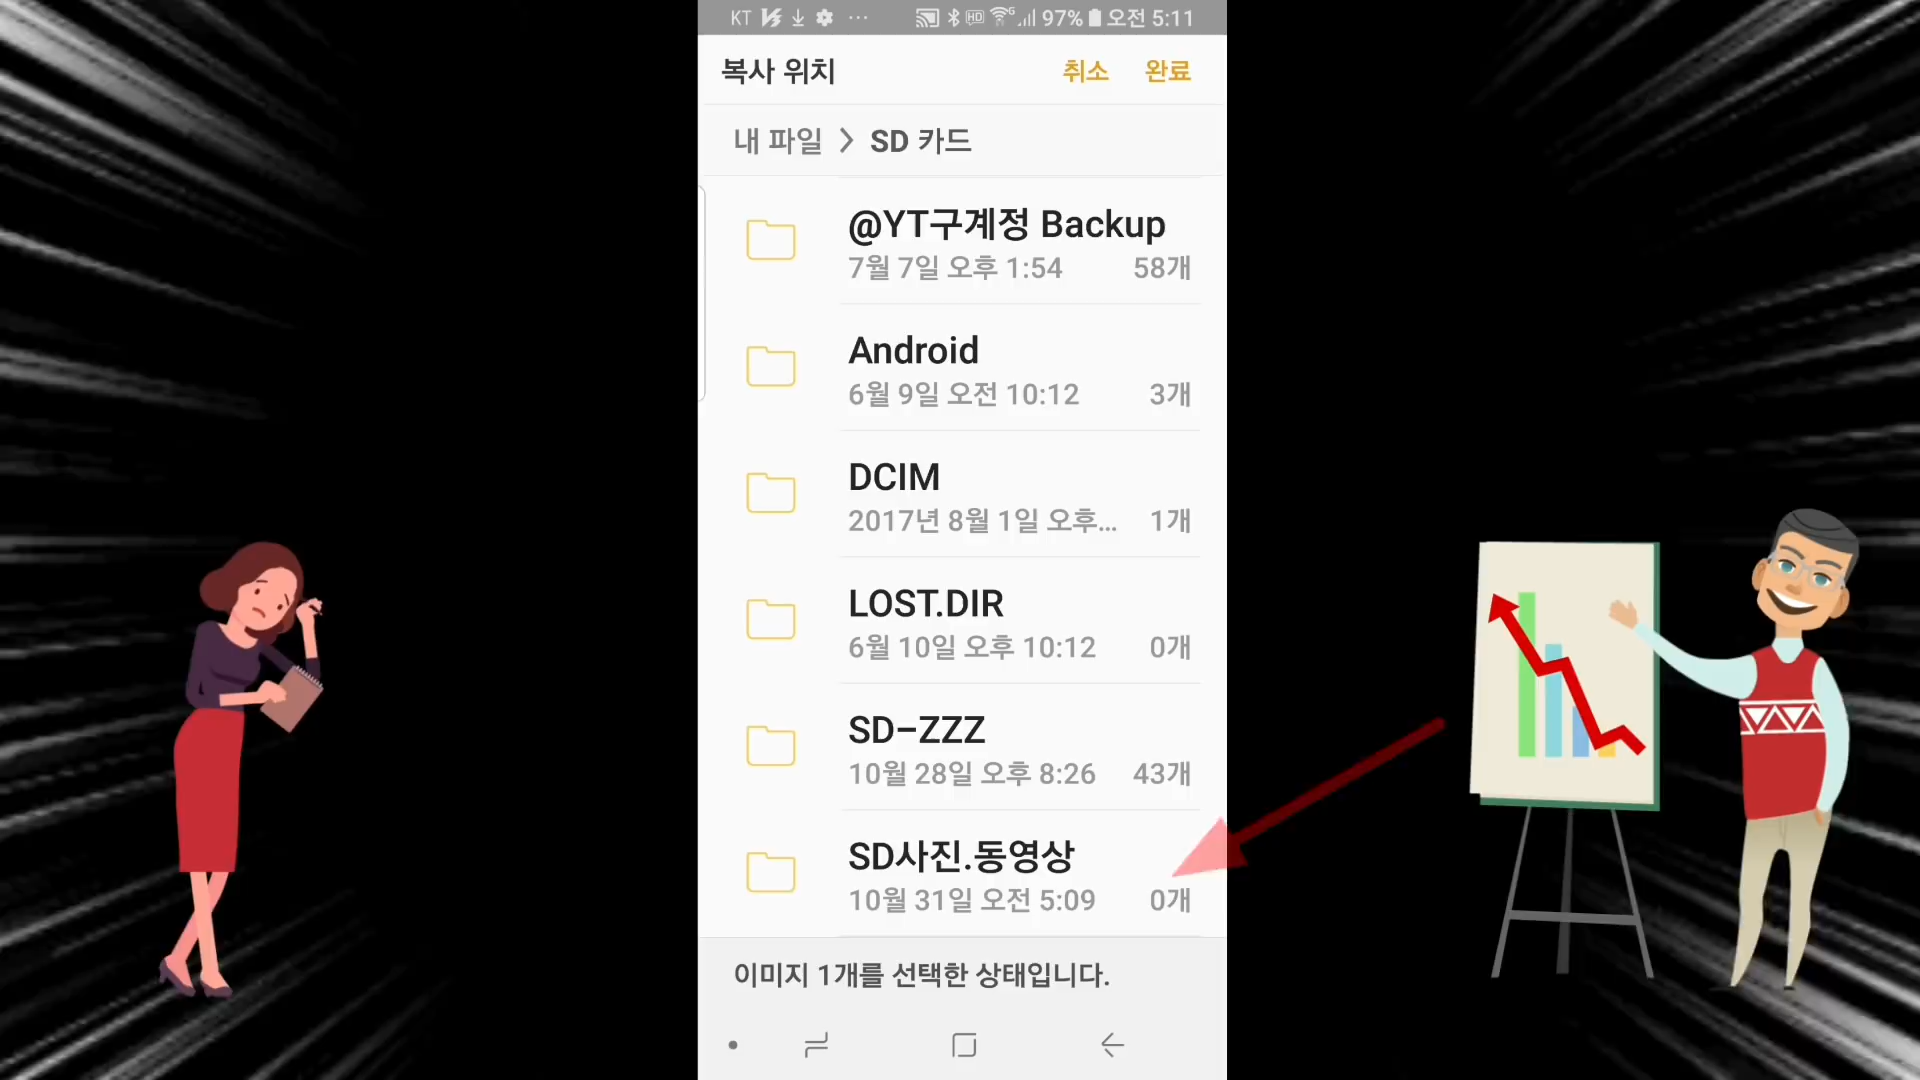 KT ··· HD 97% 오전 5:11
복사 위치 취소 완료
내 파일 > SD 카드
@YT구계정 Backup
7월 7일 오후 1:54 58개
Android
6월 9일 오전 10:12 3개
DCIM
2017년 8월 1일 오후... 1개
LOST.DIR
6월 10일 오후 10:12 0개
SD-ZZZ
10월 28일 오후 8:26 43개
SD사진.동영상
10월 31일 오전 5:09 0개
이미지 1개를 선택한 상태입니다.